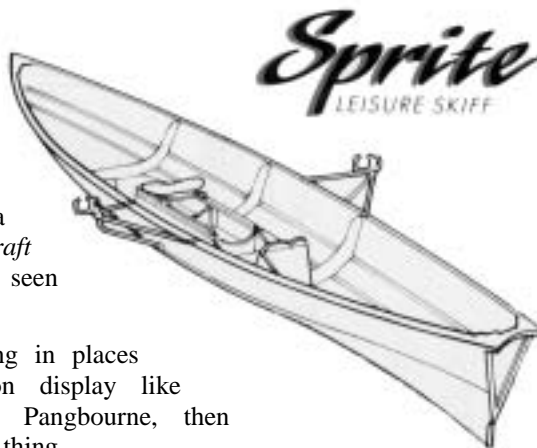 Sprite
LEISURE SKIFF
a
raft
seen
ng in places
on display like
Pangbourne, then
thing